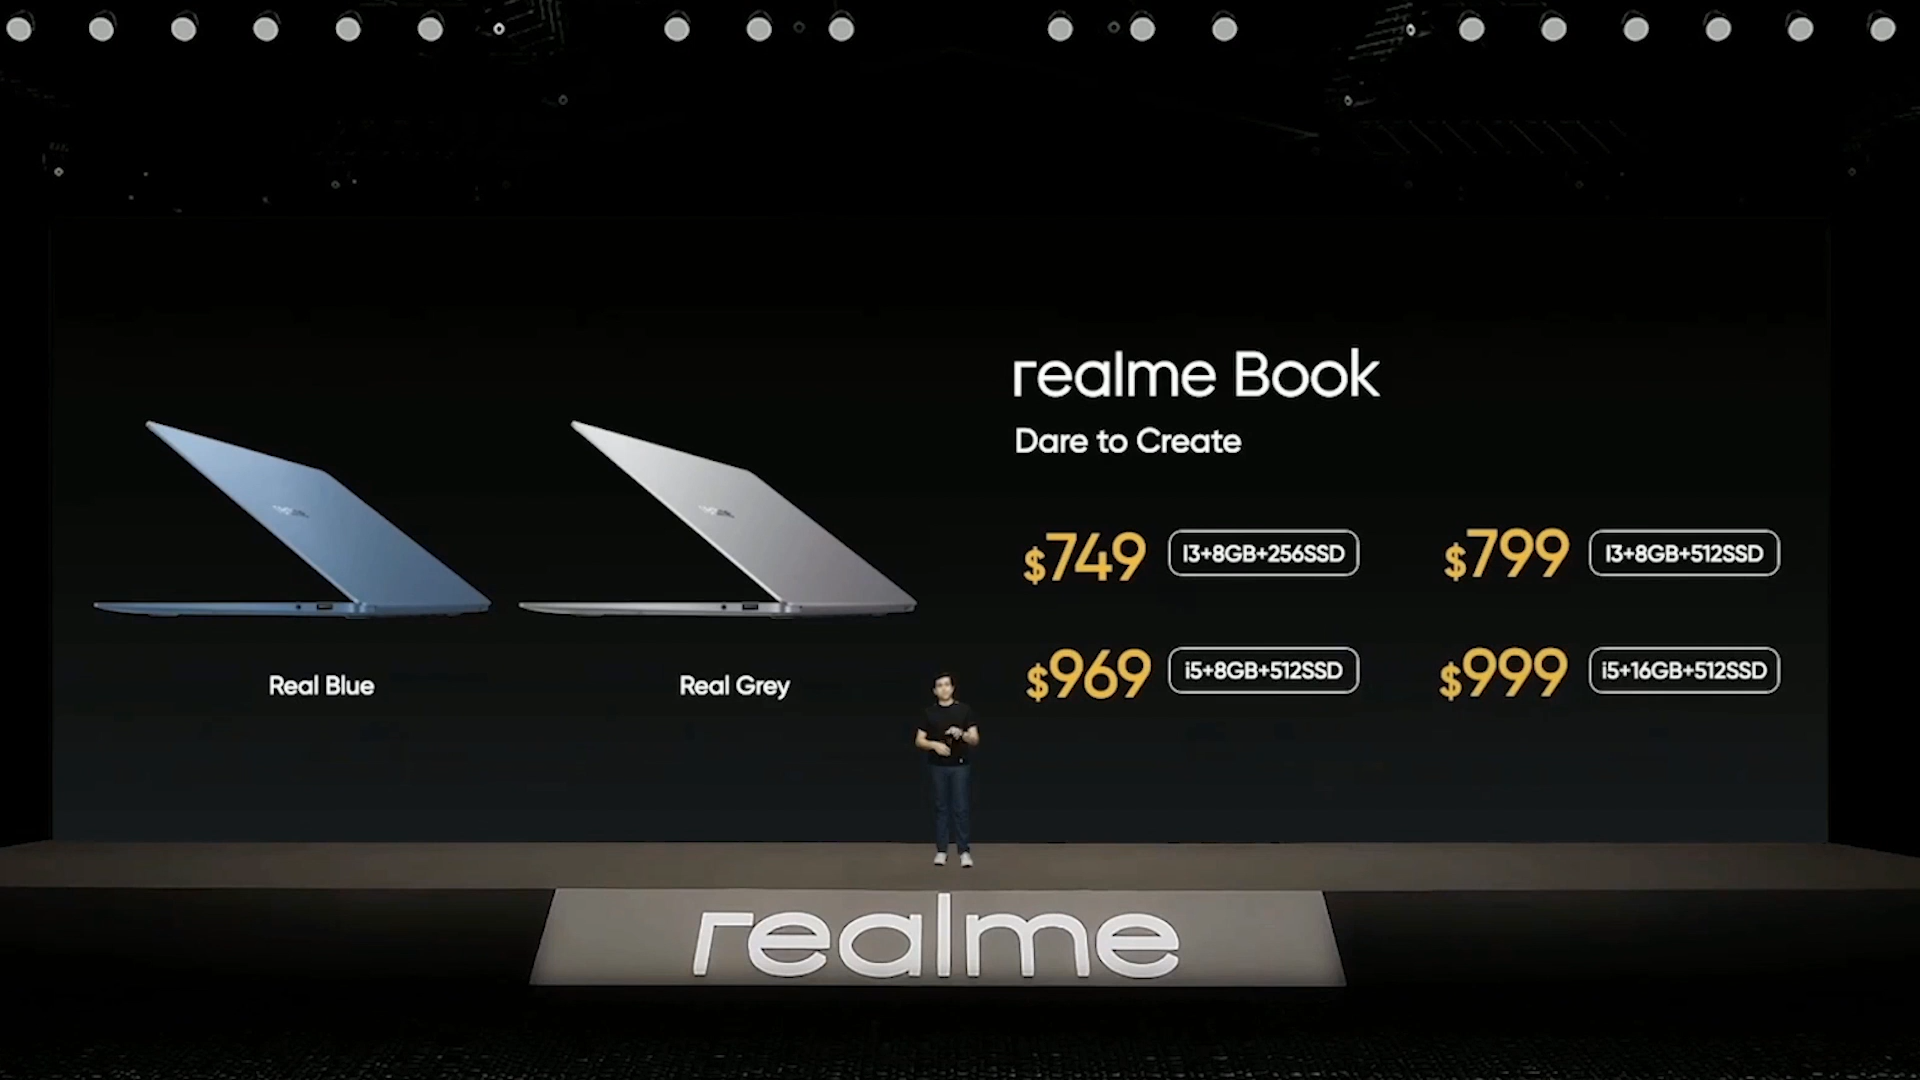 realme Book
Dare to Create
$749 I3+8GB+256SSD
$799 I3+8GB+512SSD
$969 i5+8GB+512SSD
$999 i5+16GB+512SSD
Real Blue
Real Grey
realme